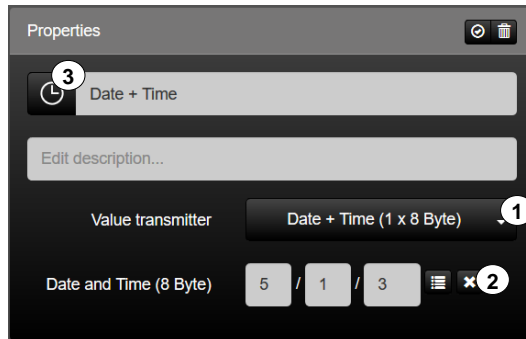 Properties
3
Date + Time
Edit description...
Value transmitter Date + Time (1 x 8 Byte) 1
Date and Time (8 Byte) 5 / 1 / 3 2